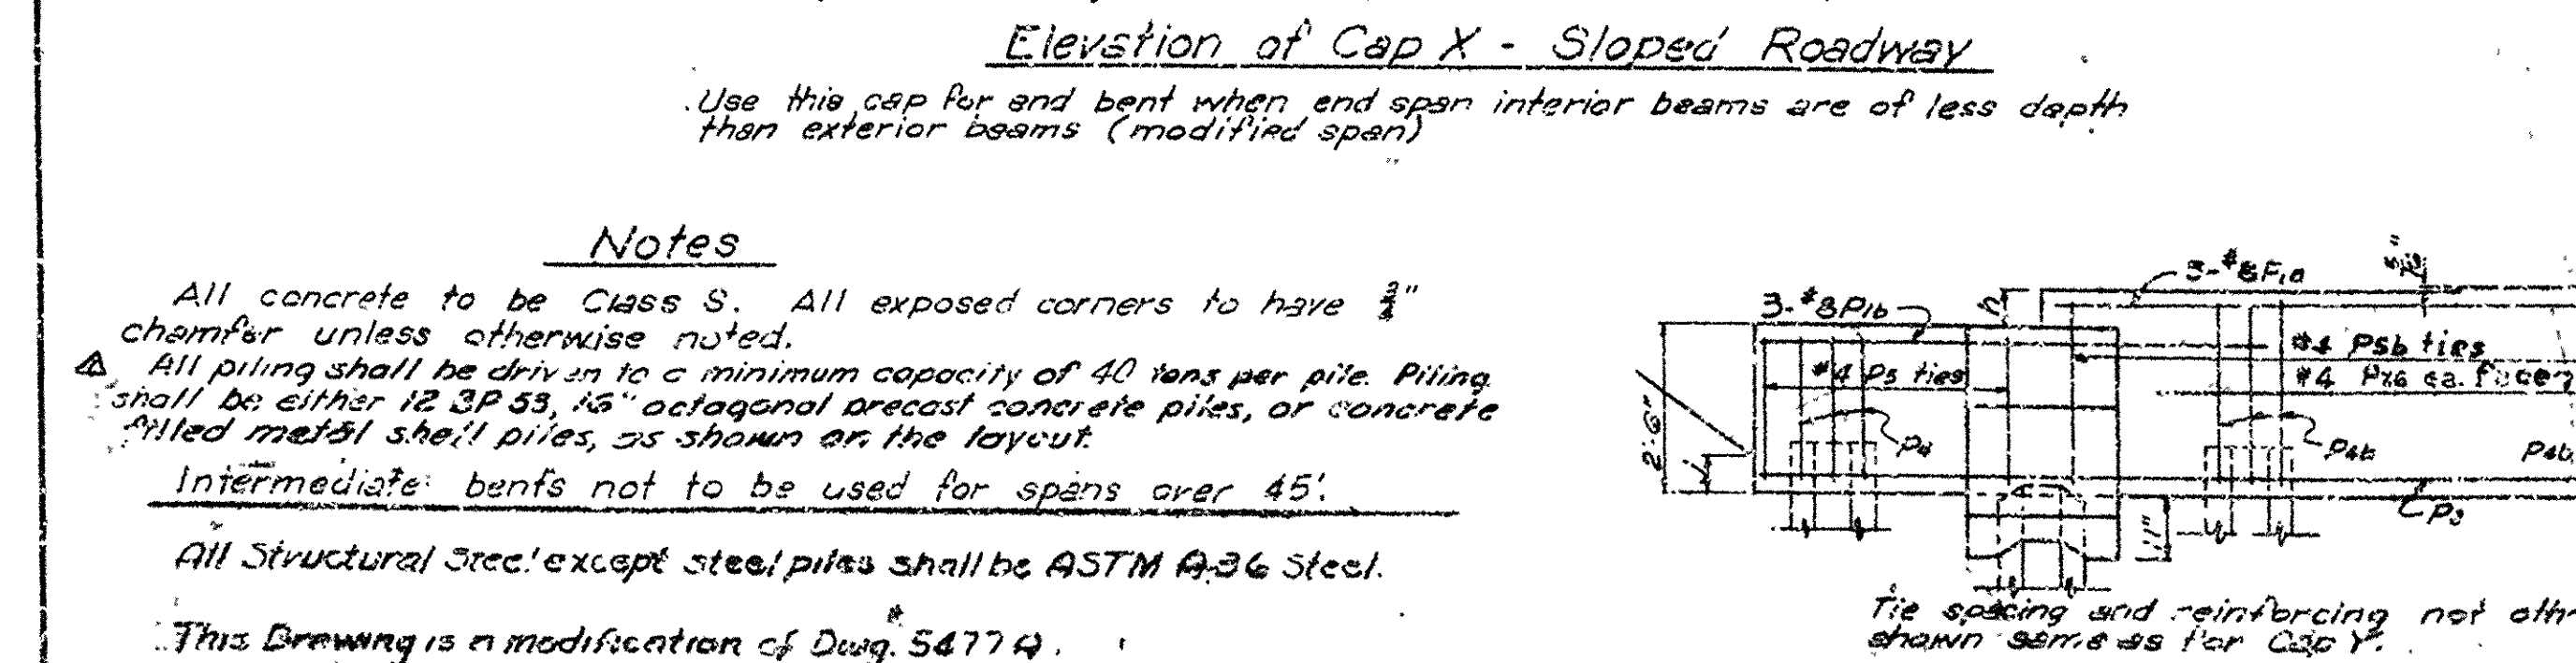 Elevation of Cap X - Sloped Roadway
Use this cap for end bent when end span interior beams are of less depth
than exterior beams (modified span)
Notes
All concrete to be Class S. All exposed corners to have 3/4"
chamfer unless otherwise noted.
All piling shall be driven to a minimum capacity of 40 tons per pile. Piling
shall be either 12 BP 53, 16" octagonal precast concrete piles, or concrete
filled metal shell piles, as shown on the layout.
Intermediate bents not to be used for spans over 45'.
All Structural Steel except steel piles shall be ASTM A-36 Steel.
This Drawing is a modification of Dwg. 5477A.
3-#8F1a
3-#8P1b
h
#4 P5b ties
#4 P5 ties
#4 ea. face
2'-6"
P4
P4b
P4b
P3
11"
Tie spacing and reinforcing not oth
shown same as for Cap Y.